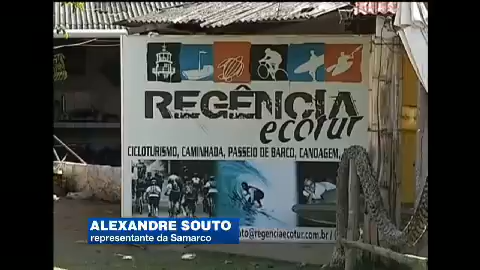 REGÊNCIA
ecotur
CICLOTURISMO, CAMINHADA, PASSEIO DE BARCO, CANOAGEM,
@regenciaecotur.com.br /
ALEXANDRE SOUTO
representante da Samarco